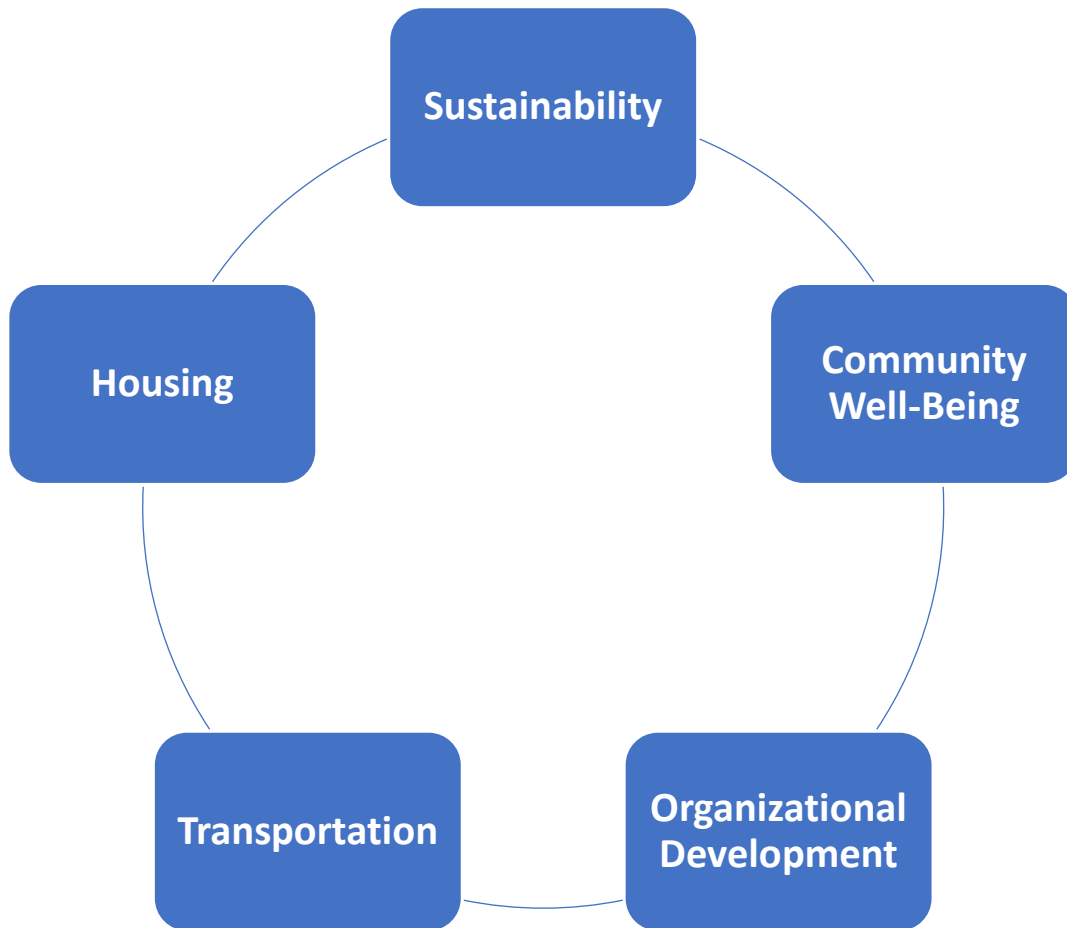 Sustainability
Community
Well-Being
Organizational
Development
Transportation
Housing